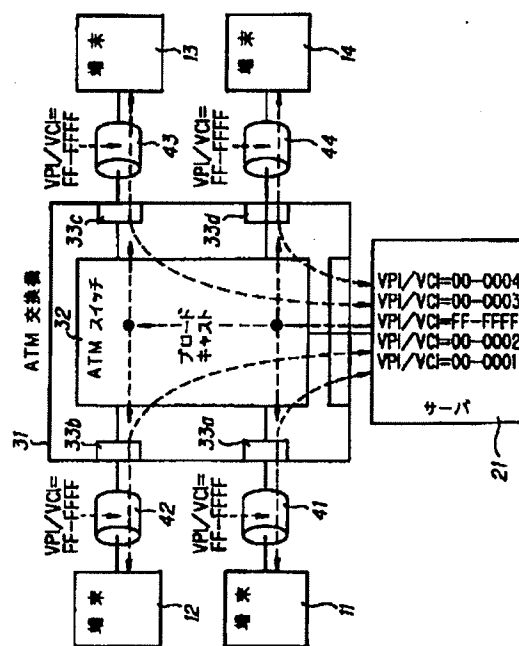 ATM 交換機
31
32
ATM スイッチ
ブロード
キャスト
33a
33b
33c
33d
端末
11
端末
12
端末
13
端末
14
VPI/VCI=
FF-FFFF
41
VPI/VCI=
FF-FFFF
42
VPI/VCI=
FF-FFFF
43
VPI/VCI=
FF-FFFF
44
VPI/VCI=00-0004
VPI/VCI=00-0003
VPI/VCI=FF-FFFF
VPI/VCI=00-0002
VPI/VCI=00-0001
サーバ
21